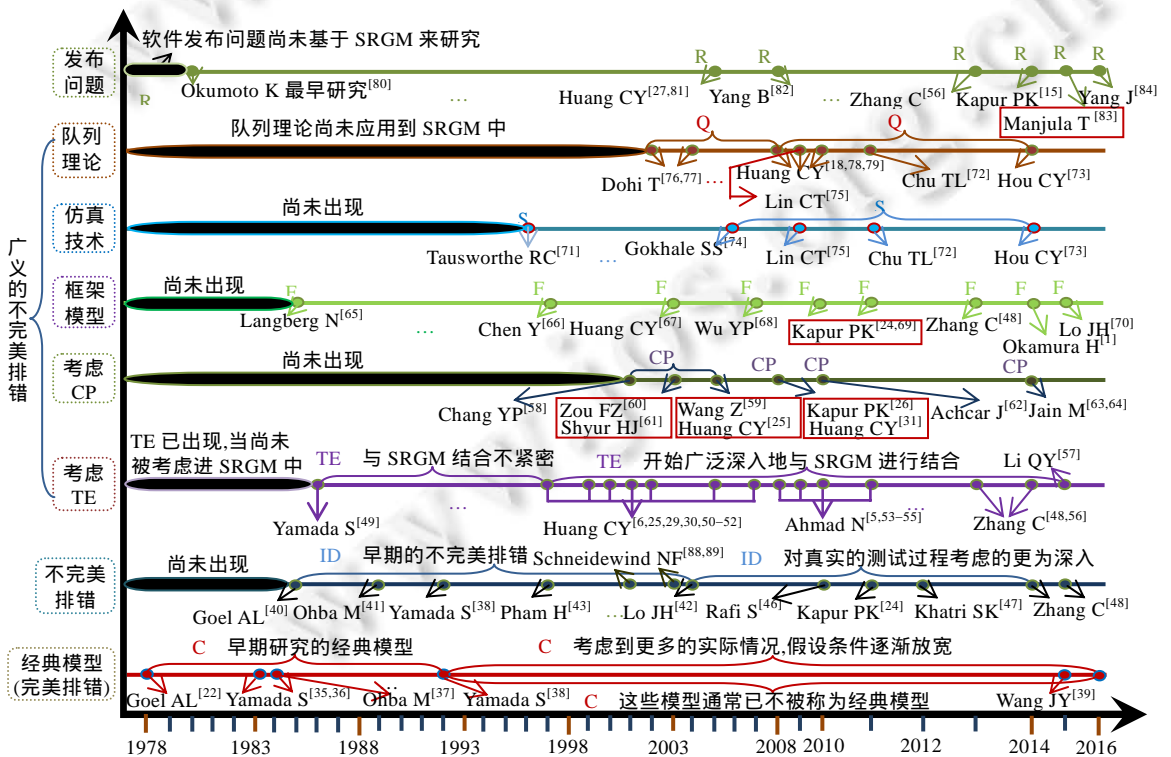 软件发布问题尚未基于 SRGM 来研究
发布
问题
R R R R R R
R
Okumoto K 最早研究[80] … Huang CY[27,81] Yang B[82] … Zhang C[56] Kapur PK[15] Yang J[84]
Manjula T[83]
队列
理论
队列理论尚未应用到 SRGM 中
Q Q
Dohi T[76,77] … Huang CY[18,78,79] Chu TL[72] Hou CY[73]
Lin CT[75]
仿真
技术
尚未出现
S S
Tausworthe RC[71] … Gokhale SS[74] Lin CT[75] Chu TL[72] Hou CY[73]
广义的不完美排错
框架
模型
尚未出现
F F F F F F F F F
Langberg N[65] … Chen Y[66] Huang CY[67] Wu YP[68] Kapur PK[24,69] Zhang C[48] Lo JH[70]
Okamura H[1]
考虑
CP
尚未出现
CP CP CP CP
Chang YP[58] Zou FZ[60] Wang Z[59] Kapur PK[26] Achcar J[62] Jain M[63,64]
Shyur HJ[61] Huang CY[25] Huang CY[31]
考虑
TE
TE 已出现,当尚未
被考虑进 SRGM 中
TE 与 SRGM 结合不紧密 TE 开始广泛深入地与 SRGM 进行结合 Li QY[57]
… …
Yamada S[49] Huang CY[6,25,29,30,50–52] Ahmad N[5,53–55] Zhang C[48,56]
不完美
排错
尚未出现
ID 早期的不完美排错 Schneidewind NF[88,89] ID 对真实的测试过程考虑的更为深入
Goel AL[40] Ohba M[41] Yamada S[38] Pham H[43] … Lo JH[42] Rafi S[46] Kapur PK[24] Khatri SK[47] Zhang C[48]
经典模型
(完美排错)
C 早期研究的经典模型 C 考虑到更多的实际情况,假设条件逐渐放宽
Goel AL[22] Yamada S[35,36] … Ohba M[37] Yamada S[38] C 这些模型通常已不被称为经典模型 Wang JY[39]
1978 1983 1988 1993 1998 2003 2008 2010 2012 2014 2016